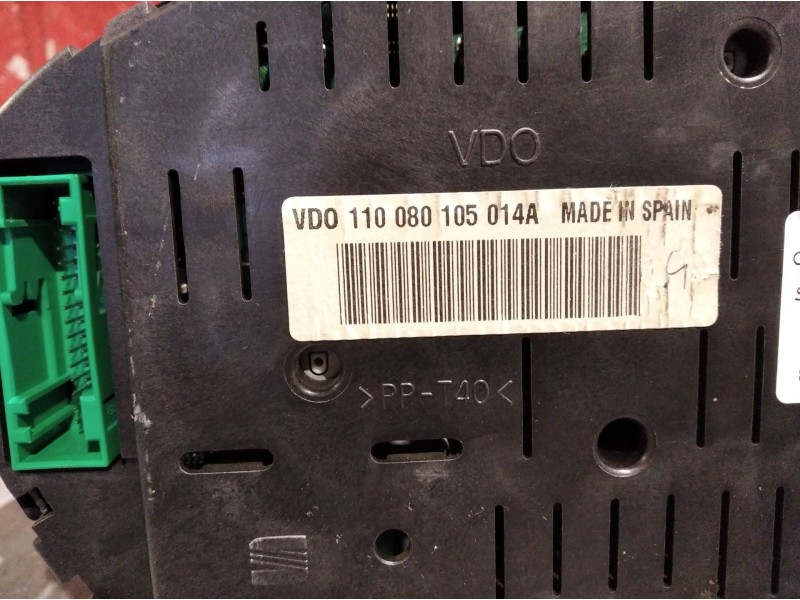 VDO
VDO 110 080 105 014A MADE IN SPAIN
>PP-T40<